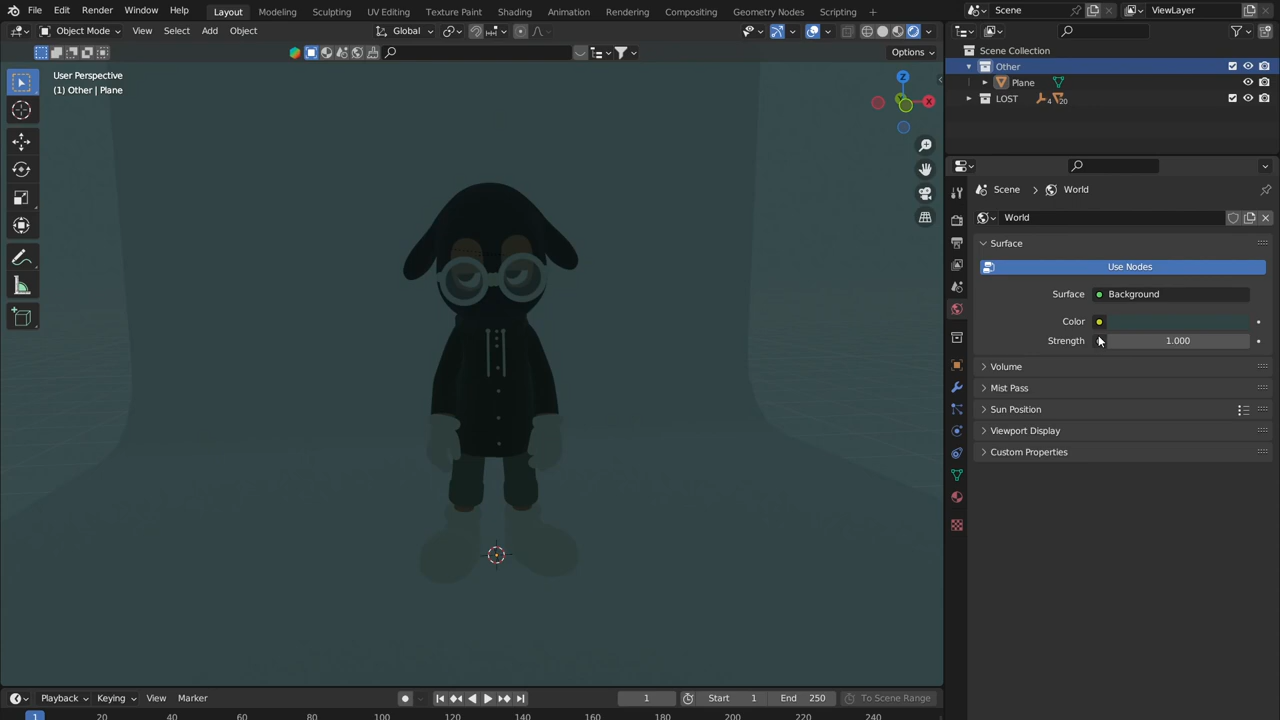 File Edit Render Window Help Layout Modeling Sculpting UV Editing Texture Paint Shading Animation Rendering Compositing Geometry Nodes Scripting + Scene ViewLayer
Object Mode View Select Add Object Global
Options
User Perspective
(1) Other | Plane
Z
X
Y
Scene Collection
Other
Plane
LOST 4 20
Scene > World
World
Surface
Use Nodes
Surface Background
Color
Strength 1.000
Volume
Mist Pass
Sun Position
Viewport Display
Custom Properties
Playback Keying View Marker 1 Start 1 End 250 To Scene Range
1 20 40 60 80 100 120 140 160 180 200 220 240